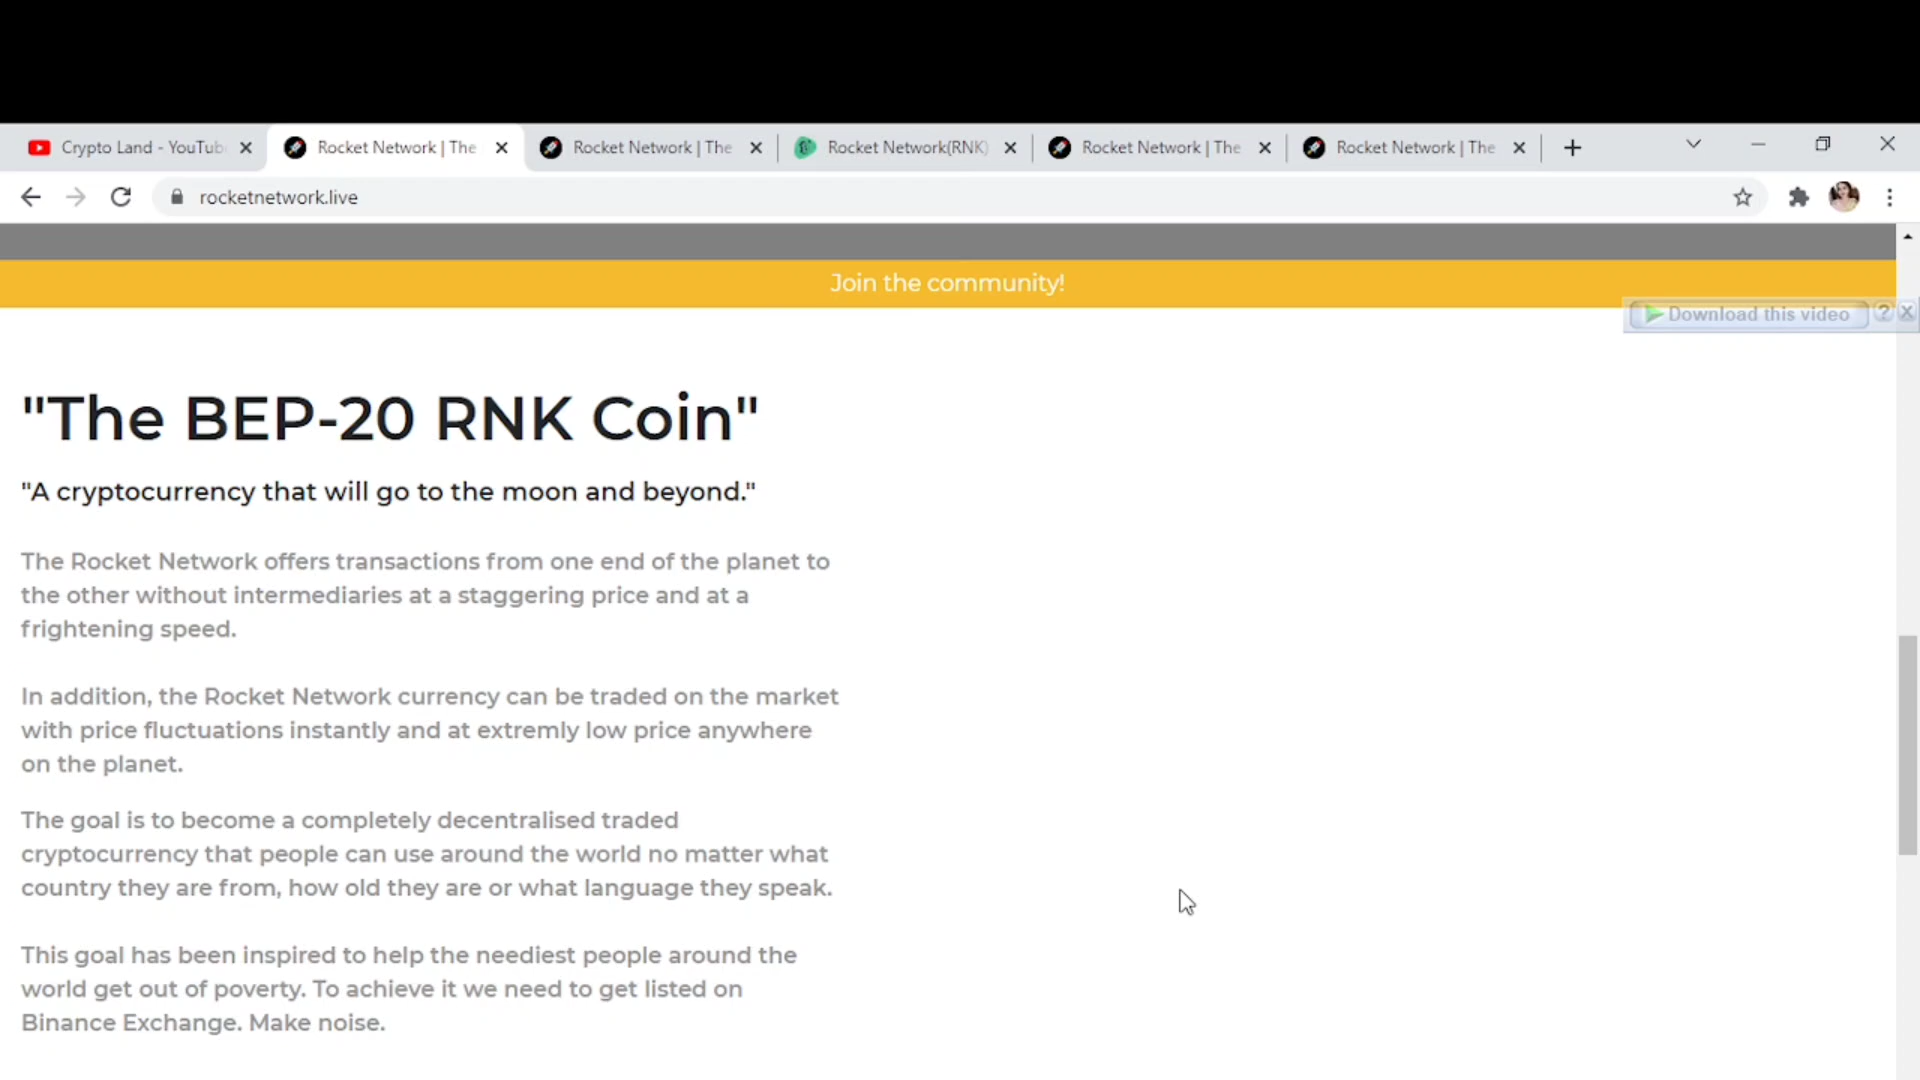 Crypto Land - YouTube
Rocket Network | The
Rocket Network | The
Rocket Network(RNK)
Rocket Network | The
Rocket Network | The
rocketnetwork.live
Join the community!
Download this video
?
"The BEP-20 RNK Coin"
"A cryptocurrency that will go to the moon and beyond."
The Rocket Network offers transactions from one end of the planet to
the other without intermediaries at a staggering price and at a
frightening speed.
In addition, the Rocket Network currency can be traded on the market
with price fluctuations instantly and at extremly low price anywhere
on the planet.
The goal is to become a completely decentralised traded
cryptocurrency that people can use around the world no matter what
country they are from, how old they are or what language they speak.
This goal has been inspired to help the neediest people around the
world get out of poverty. To achieve it we need to get listed on
Binance Exchange. Make noise.